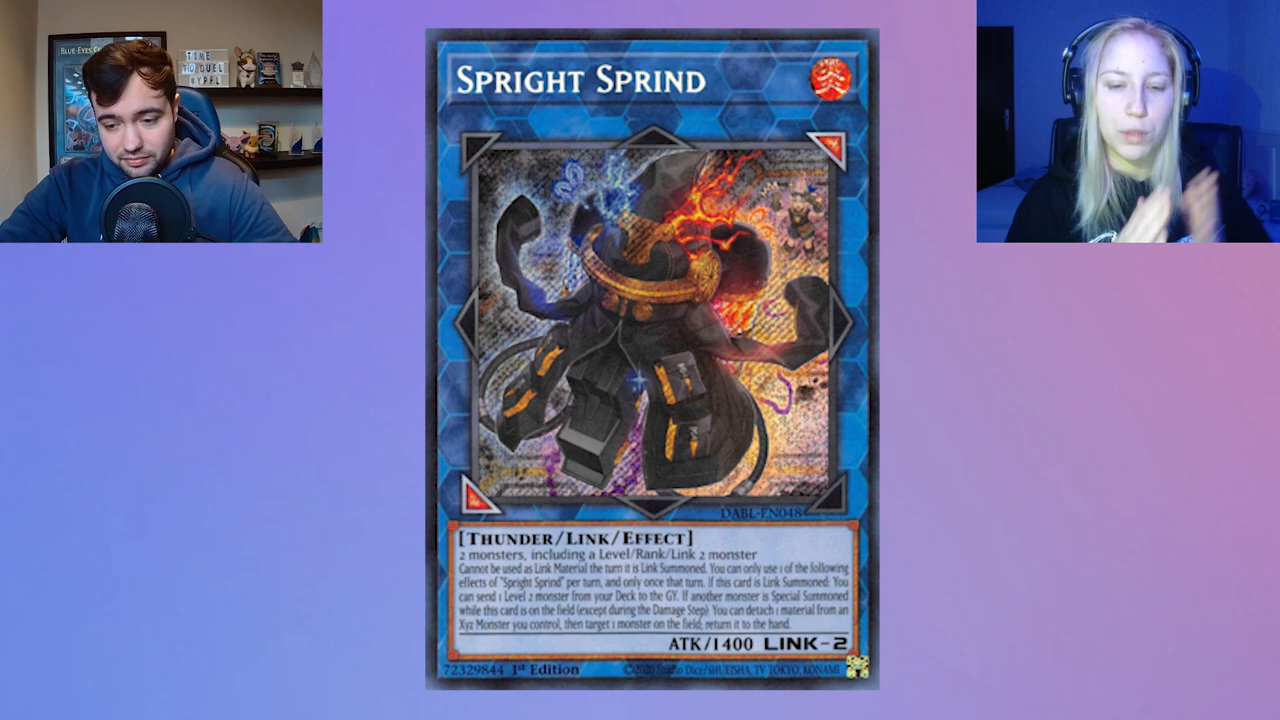 BLUE-EYES
TIME
TO DUEL
#YPFL
SPRIGHT SPRIND
炎
DABL-EN048
[THUNDER/LINK/EFFECT]
2 monsters, including a Level/Rank/Link 2 monster
Cannot be used as Link Material the turn it is Link Summoned. You can only use 1 of the following
effects of "Spright Sprind" per turn, and only once that turn. If this card is Link Summoned: You
can send 1 Level 2 monster from your Deck to the GY. If another monster is Special Summoned
while this card is on the field (except during the Damage Step): You can detach 1 material from an
Xyz Monster you control, then target 1 monster on the field; return it to the hand.
ATK/1400 LINK-2
72329844 1st Edition
©2020 Studio Dice/SHUEISHA, TV TOKYO, KONAMI